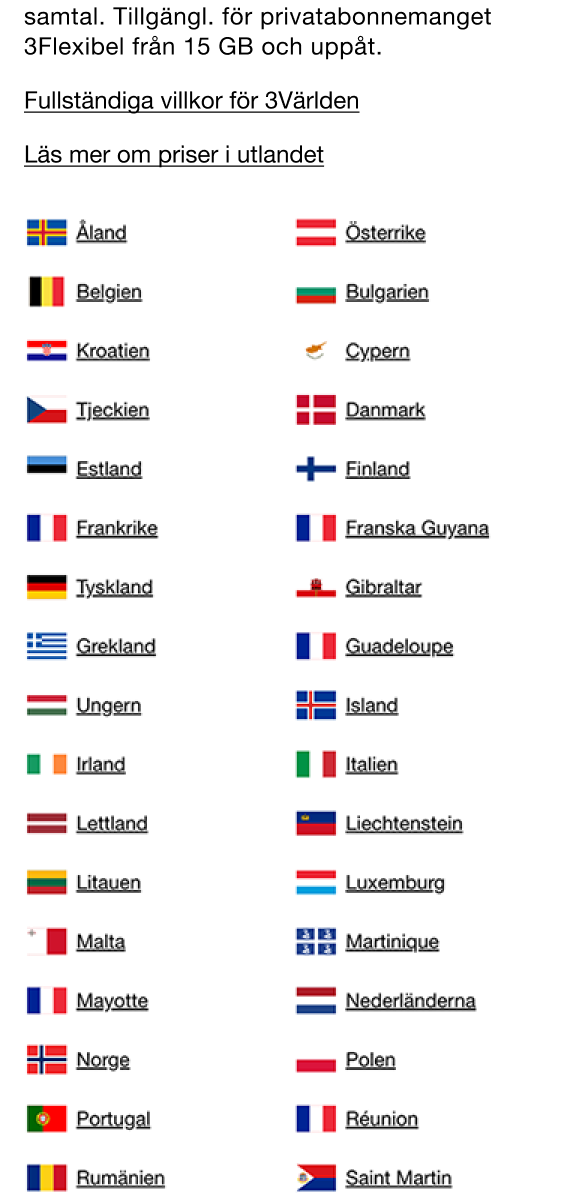 samtal. Tillgängl. för privatabonnemanget
3Flexibel från 15 GB och uppåt.
Fullständiga villkor för 3Världen
Läs mer om priser i utlandet
Åland
Österrike
Belgien
Bulgarien
Kroatien
Cypern
Tjeckien
Danmark
Estland
Finland
Frankrike
Franska Guyana
Tyskland
Gibraltar
Grekland
Guadeloupe
Ungern
Island
Irland
Italien
Lettland
Liechtenstein
Litauen
Luxemburg
Malta
Martinique
Mayotte
Nederländerna
Norge
Polen
Portugal
Réunion
Rumänien
Saint Martin